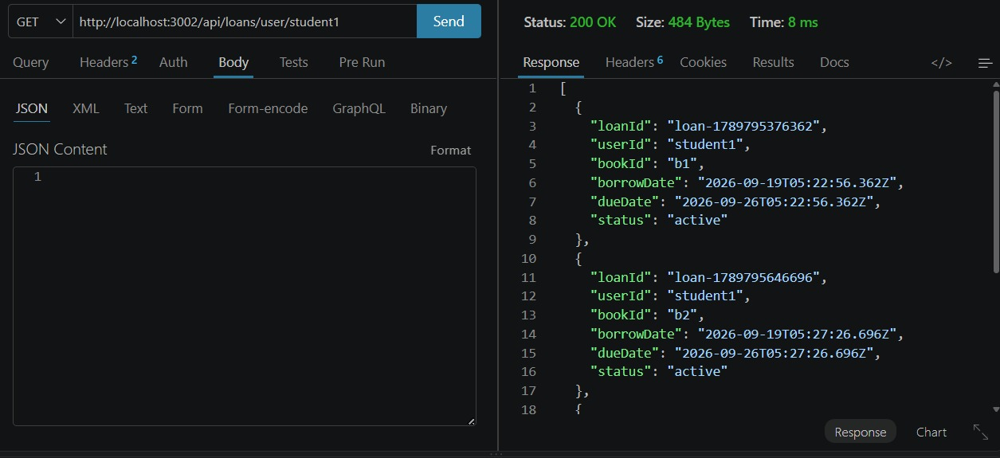 GET http://localhost:3002/api/loans/user/student1 Send
Query Headers 2 Auth Body Tests Pre Run
JSON XML Text Form Form-encode GraphQL Binary
JSON Content Format
1
Status: 200 OK Size: 484 Bytes Time: 8 ms
Response Headers 6 Cookies Results Docs </>
1 [
2 {
3 "loanId": "loan-1789795376362",
4 "userId": "student1",
5 "bookId": "b1",
6 "borrowDate": "2026-09-19T05:22:56.362Z",
7 "dueDate": "2026-09-26T05:22:56.362Z",
8 "status": "active"
9 },
10 {
11 "loanId": "loan-1789795646696",
12 "userId": "student1",
13 "bookId": "b2",
14 "borrowDate": "2026-09-19T05:27:26.696Z",
15 "dueDate": "2026-09-26T05:27:26.696Z",
16 "status": "active"
17 },
18 {
Response Chart